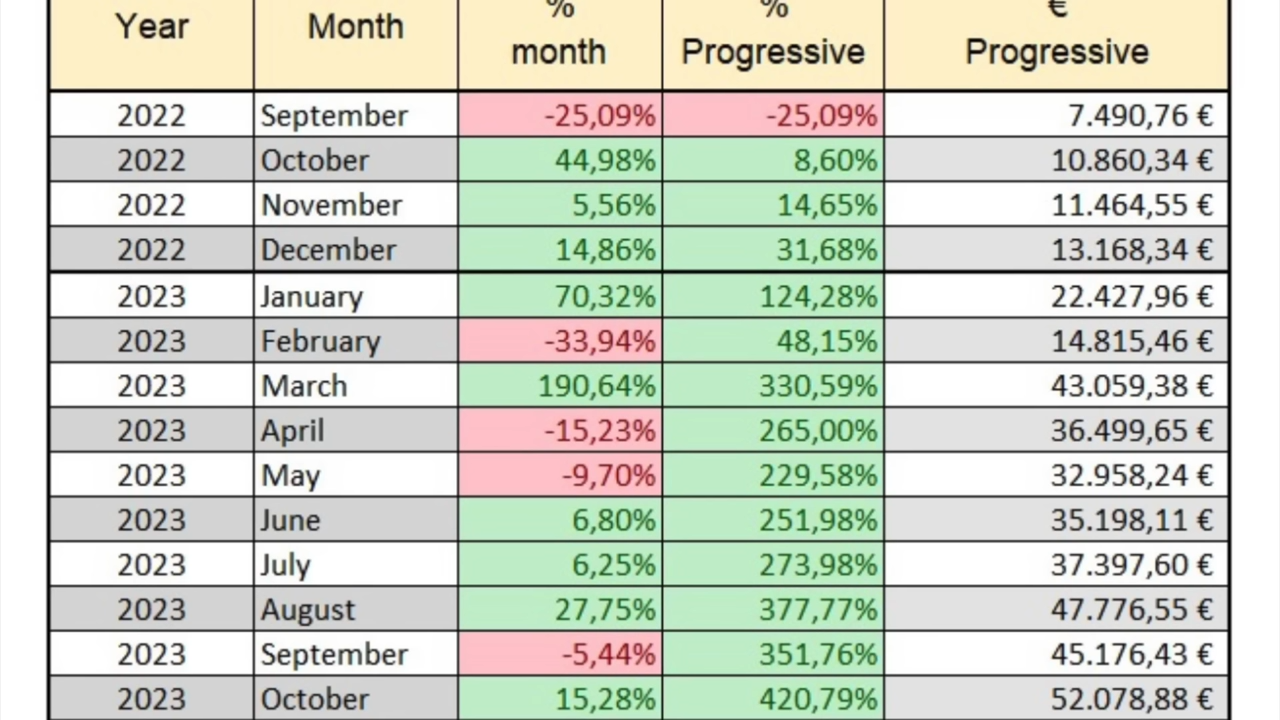 Year Month % month % Progressive € Progressive
2022 September -25,09% -25,09% 7.490,76 €
2022 October 44,98% 8,60% 10.860,34 €
2022 November 5,56% 14,65% 11.464,55 €
2022 December 14,86% 31,68% 13.168,34 €
2023 January 70,32% 124,28% 22.427,96 €
2023 February -33,94% 48,15% 14.815,46 €
2023 March 190,64% 330,59% 43.059,38 €
2023 April -15,23% 265,00% 36.499,65 €
2023 May -9,70% 229,58% 32.958,24 €
2023 June 6,80% 251,98% 35.198,11 €
2023 July 6,25% 273,98% 37.397,60 €
2023 August 27,75% 377,77% 47.776,55 €
2023 September -5,44% 351,76% 45.176,43 €
2023 October 15,28% 420,79% 52.078,88 €